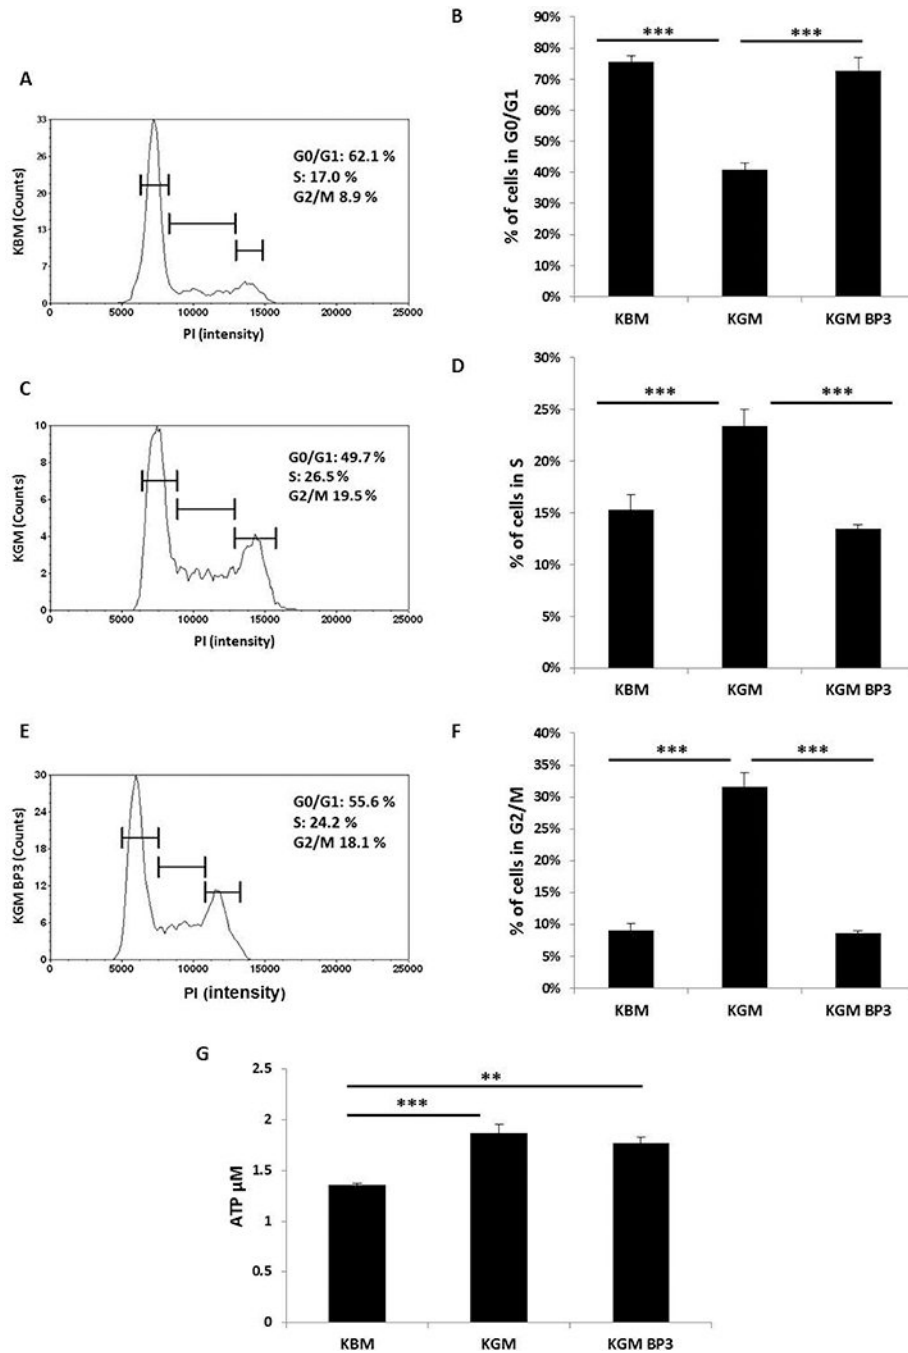 A
KBM (Counts)
33
26
20
13
7
0
G0/G1: 62.1 %
S: 17.0 %
G2/M 8.9 %
0 5000 10000 15000 20000 25000
PI (intensity)
B
% of cells in G0/G1
90%
80%
70%
60%
50%
40%
30%
20%
10%
0%
*** ***
KBM KGM KGM BP3
C
KGM (Counts)
10
8
6
4
2
0
G0/G1: 49.7 %
S: 26.5 %
G2/M 19.5 %
0 5000 10000 15000 20000 25000
PI (intensity)
D
% of cells in S
30%
25%
20%
15%
10%
5%
0%
*** ***
KBM KGM KGM BP3
E
KGM BP3 (Counts)
30
24
18
12
6
0
G0/G1: 55.6 %
S: 24.2 %
G2/M 18.1 %
0 5000 10000 15000 20000 25000
PI (intensity)
F
% of cells in G2/M
40%
35%
30%
25%
20%
15%
10%
5%
0%
*** ***
KBM KGM KGM BP3
G
ATP µM
2.5
2
1.5
1
0.5
0
**
***
KBM KGM KGM BP3